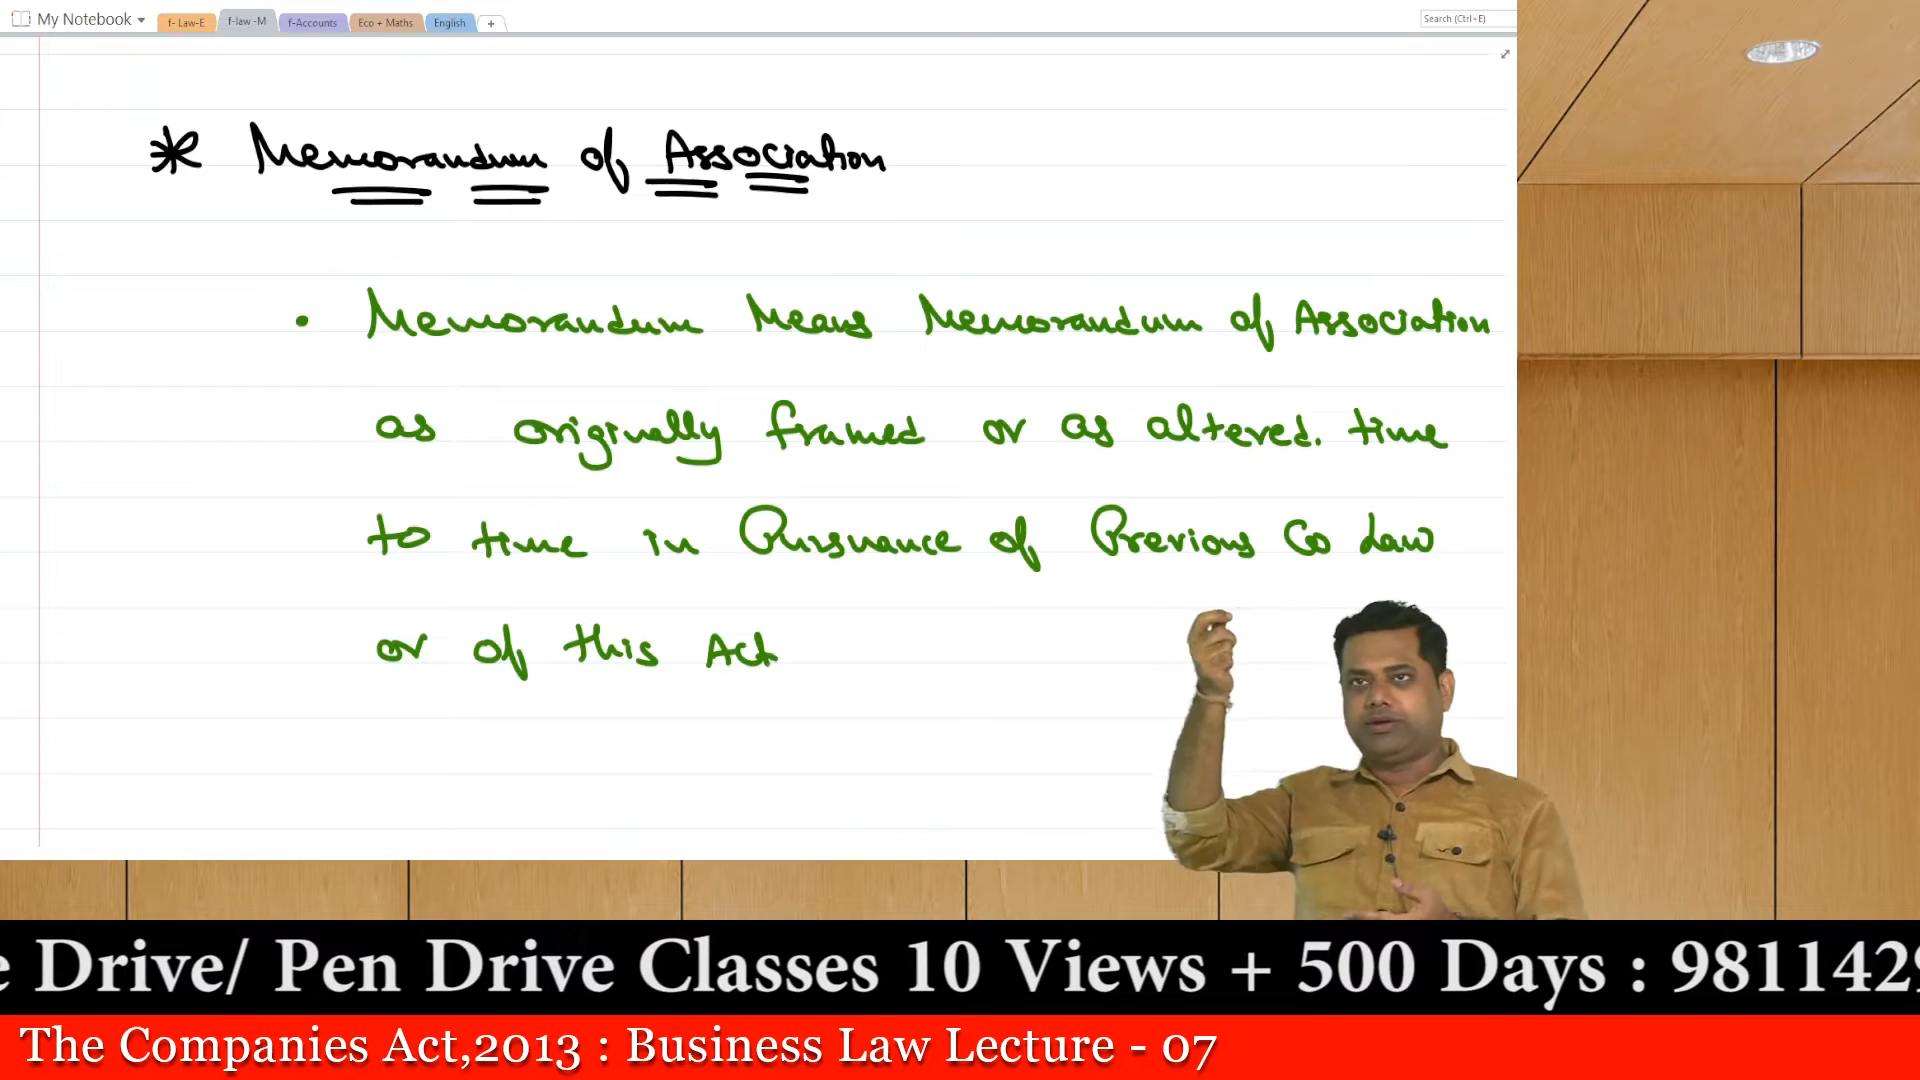 My Notebook
f- Law-E
f-law -M
f-Accounts
Eco + Maths
English
+
Search (Ctrl+E)
* Memorandum of Association
• Memorandum Means Memorandum of Association
as originally framed or as altered. time
to time in Pursuance of Previous Co Law
or of this Act
e Drive/ Pen Drive Classes 10 Views + 500 Days : 9811429
The Companies Act,2013 : Business Law Lecture - 07